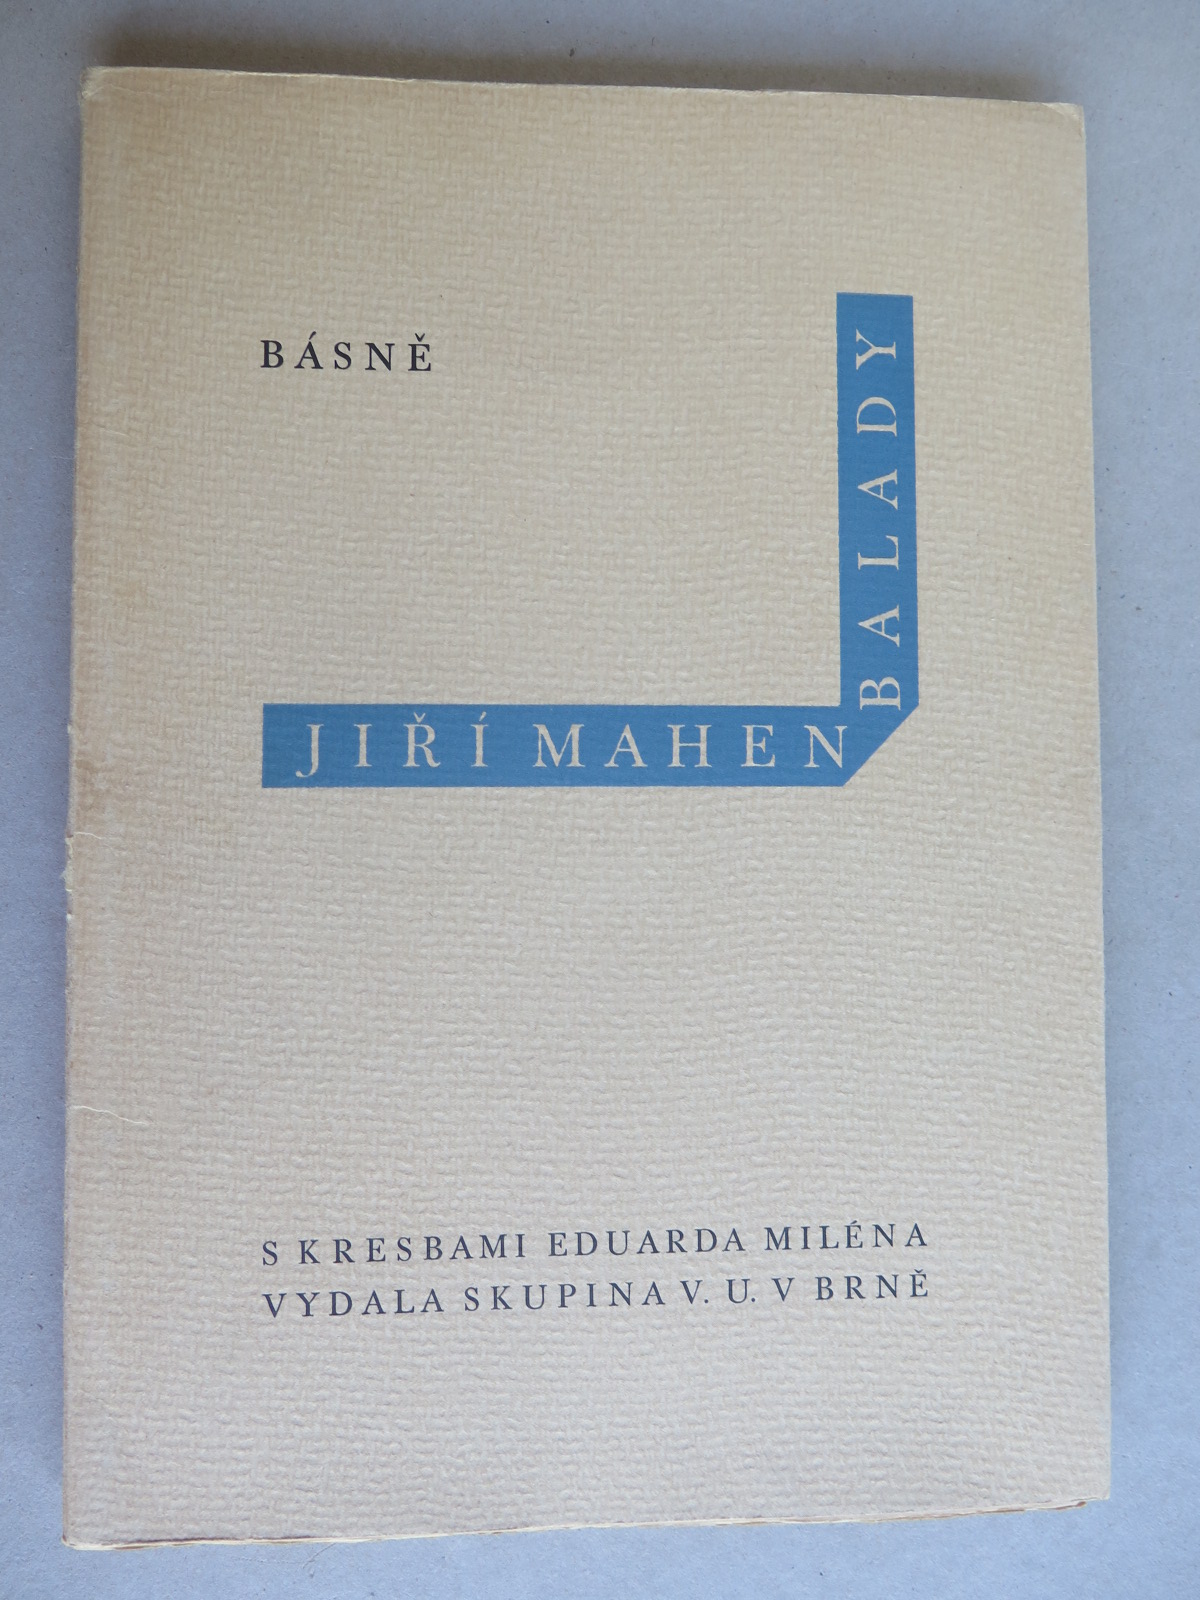 BÁSNĚ
JIŘÍ MAHEN
BALADY
S KRESBAMI EDUARDA MILÉNA
VYDALA SKUPINA V. U. V BRNĚ